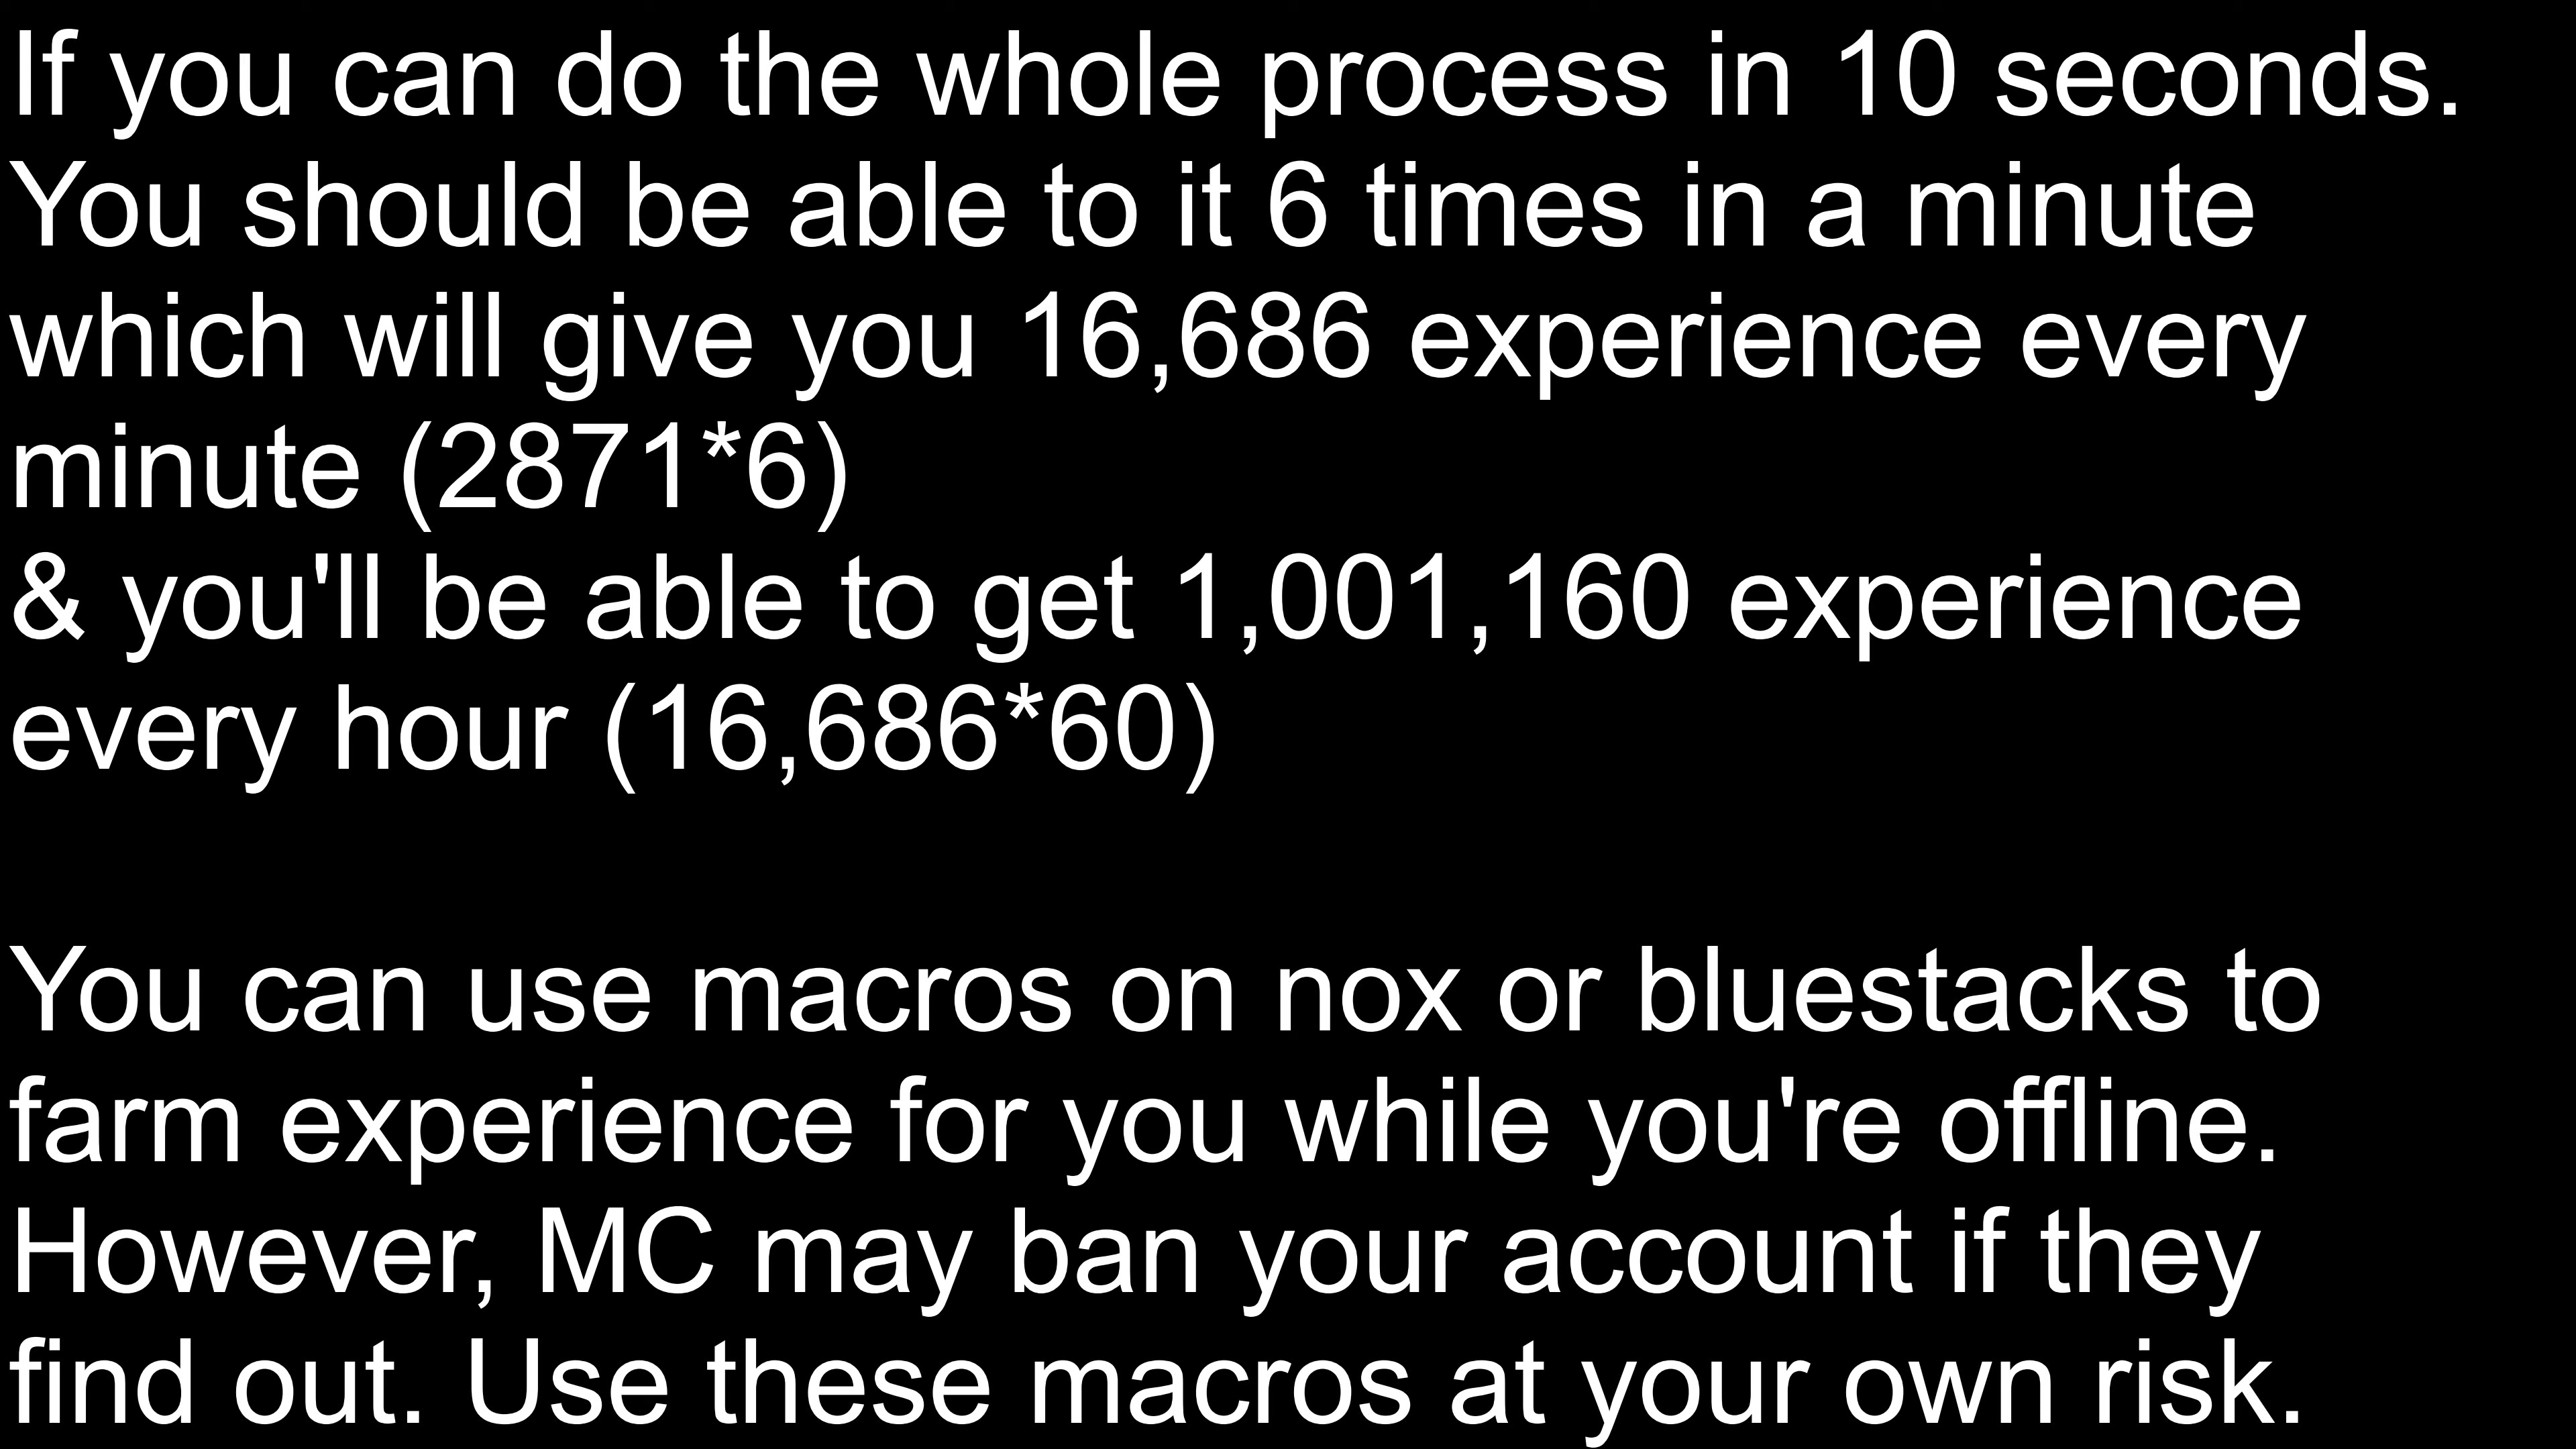 If you can do the whole process in 10 seconds.
You should be able to it 6 times in a minute
which will give you 16,686 experience every
minute (2871*6)
& you'll be able to get 1,001,160 experience
every hour (16,686*60)
You can use macros on nox or bluestacks to
farm experience for you while you're offline.
However, MC may ban your account if they
find out. Use these macros at your own risk.